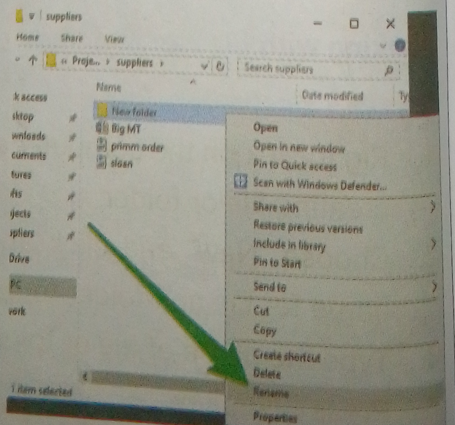 suppliers
Home Share View
« Proje... › suppliers ›
Search suppliers
Name
Date modified
Ty
k access
sktop
wnloads
cuments
tures
jects
ppliers
Drive
PC
work
New folder
Big MT
primm order
sloan
Open
Open in new window
Pin to Quick access
Scan with Windows Defender...
Share with
Restore previous versions
Include in library
Pin to Start
Send to
Cut
Copy
Create shortcut
Delete
Rename
Properties
1 item selected